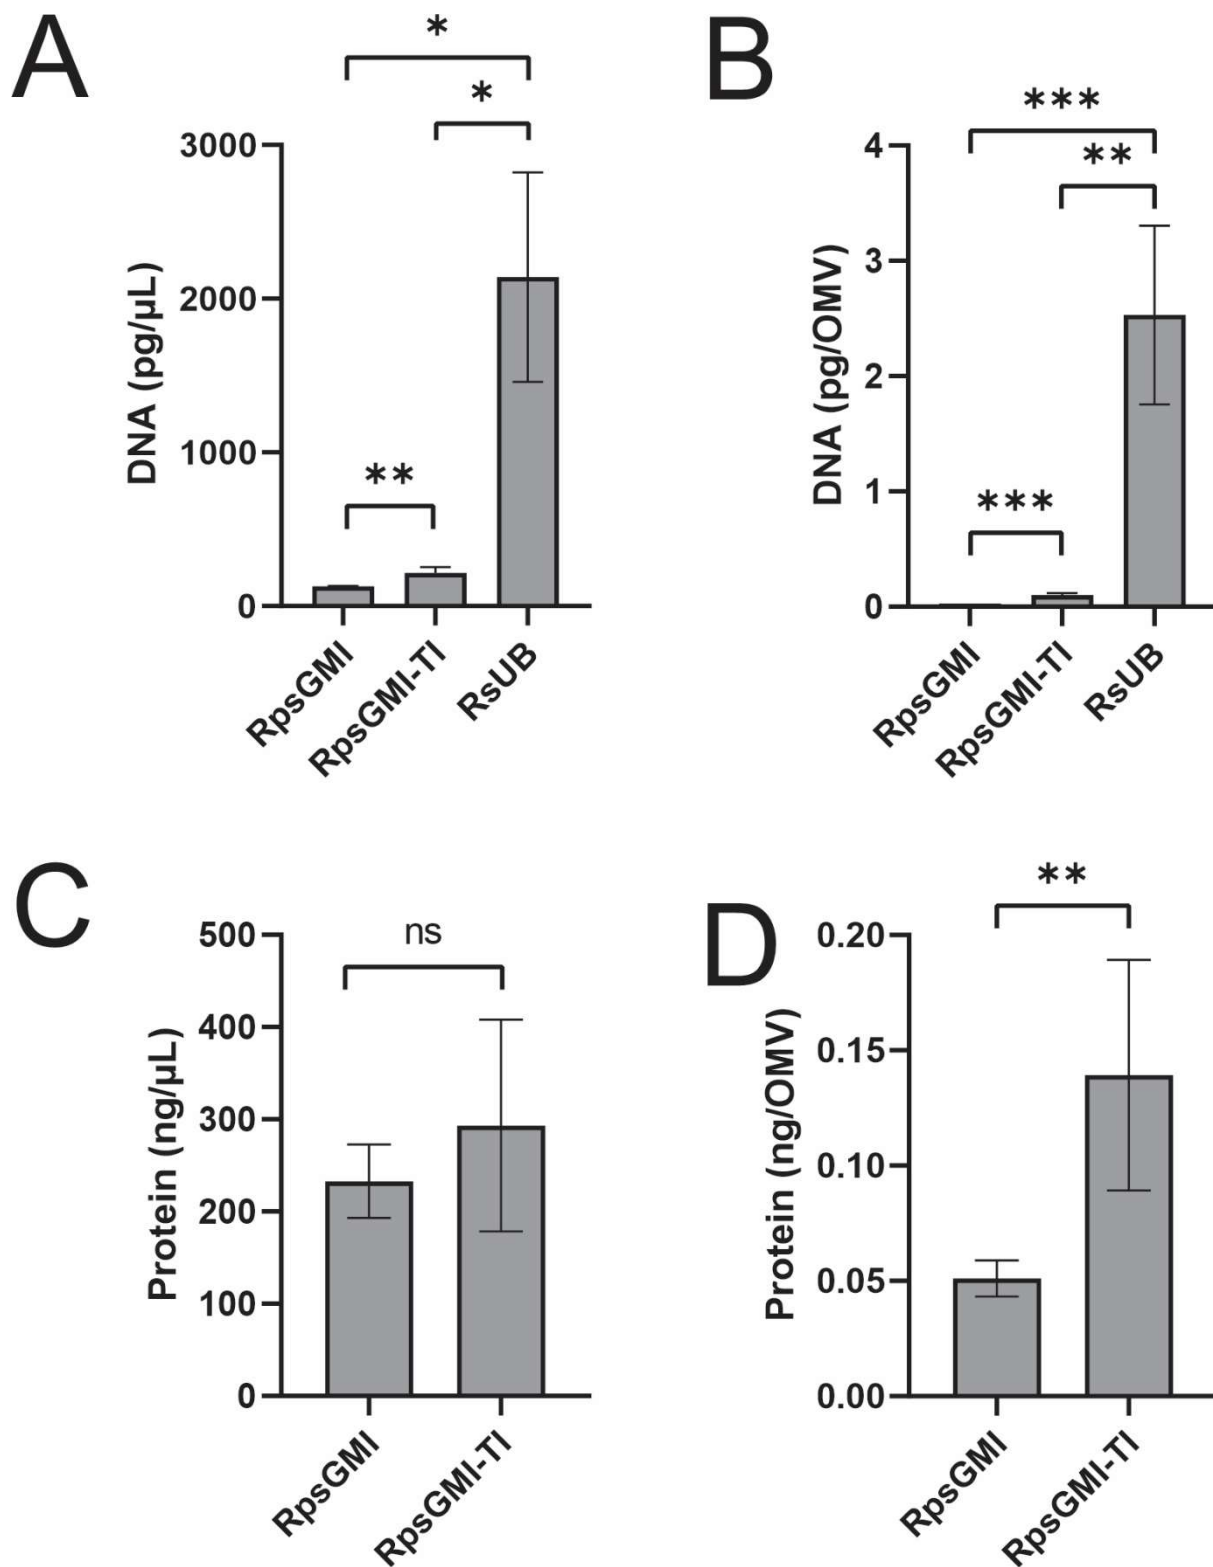 A
*
*
**
DNA (pg/µL)
3000
2000
1000
0
RpsGMI
RpsGMI-TI
RsUB
B
***
**
***
DNA (pg/OMV)
4
3
2
1
0
RpsGMI
RpsGMI-TI
RsUB
C
ns
Protein (ng/µL)
500
400
300
200
100
0
RpsGMI
RpsGMI-TI
D
**
Protein (ng/OMV)
0.20
0.15
0.10
0.05
0.00
RpsGMI
RpsGMI-TI